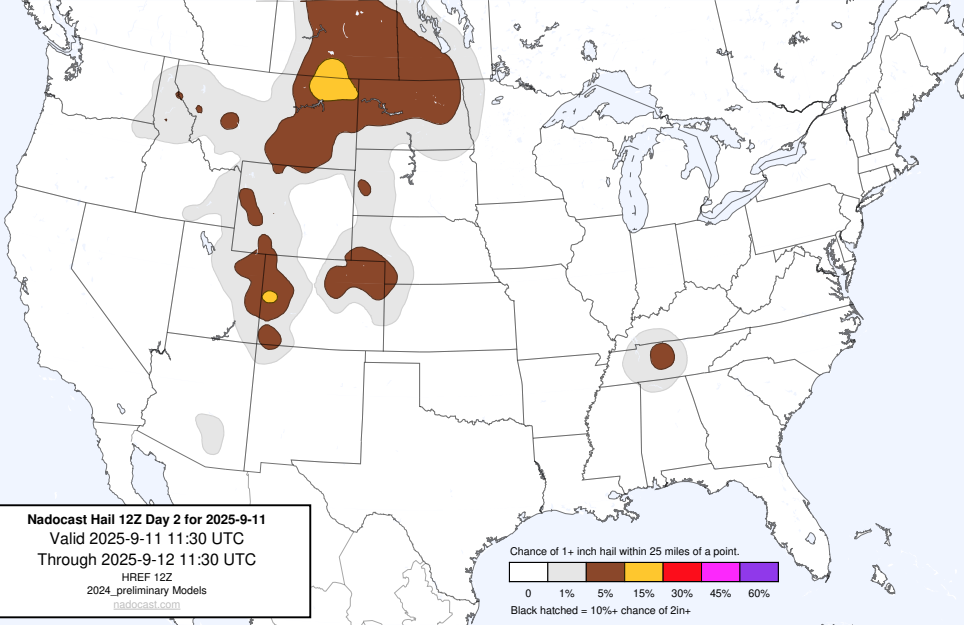 Nadocast Hail 12Z Day 2 for 2025-9-11
Valid 2025-9-11 11:30 UTC
Through 2025-9-12 11:30 UTC
HREF 12Z
2024_preliminary Models
nadocast.com
Chance of 1+ inch hail within 25 miles of a point.
0 1% 5% 15% 30% 45% 60%
Black hatched = 10%+ chance of 2in+